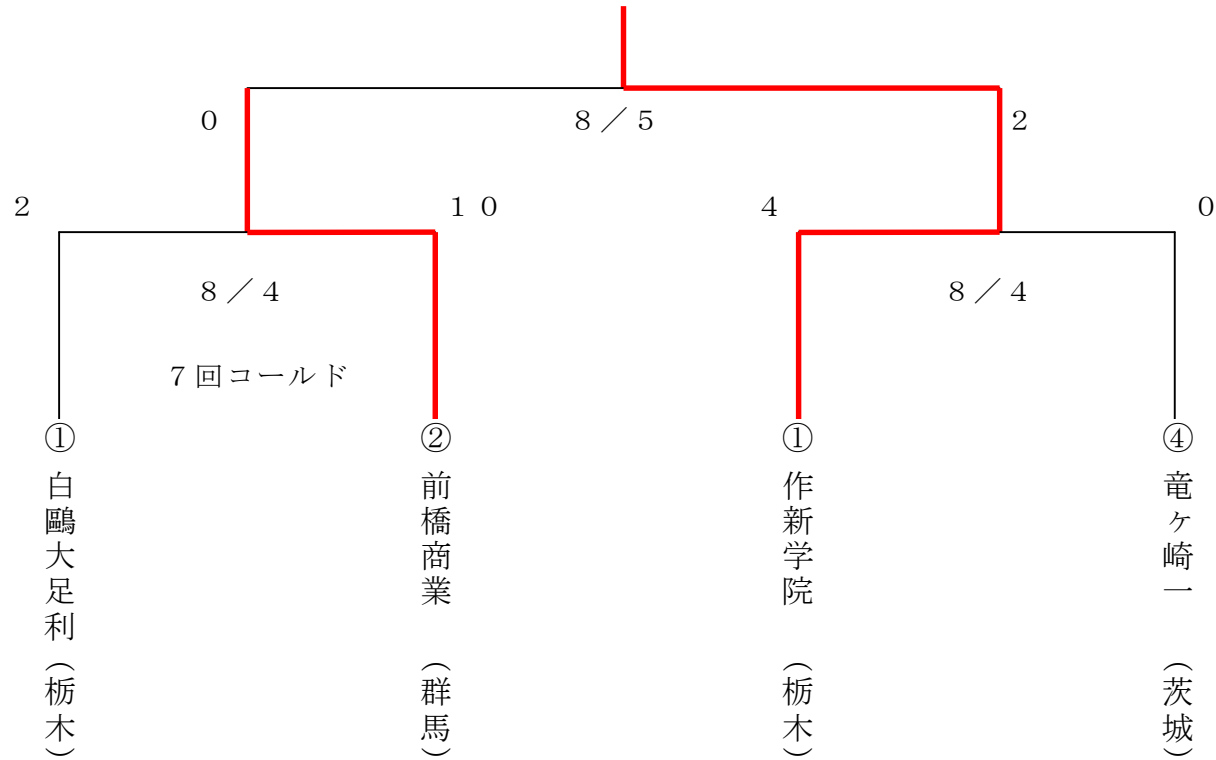 0
8／5
2
2
10
4
0
8／4
8／4
7回コールド
①白鷗大足利（栃木）
②前橋商業　（群馬）
①作新学院　（栃木）
④竜ヶ崎一　（茨城）